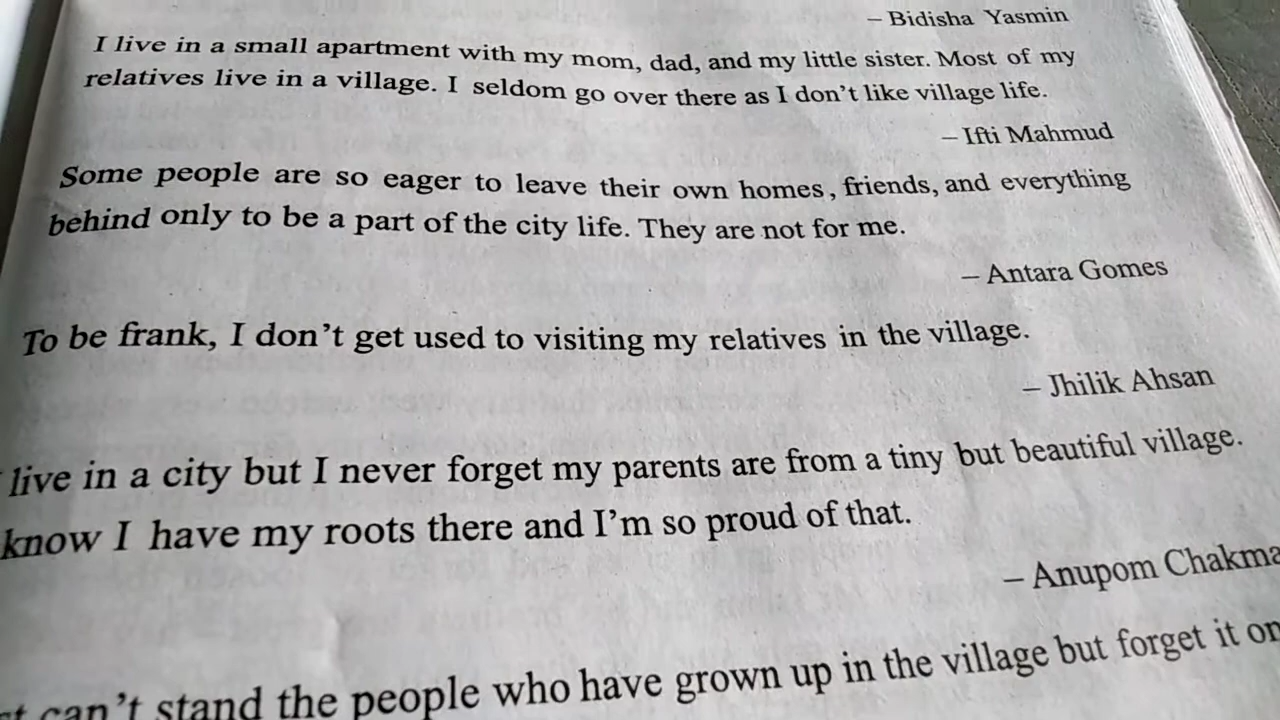 – Bidisha Yasmin
I live in a small apartment with my mom, dad, and my little sister. Most of my
relatives live in a village. I seldom go over there as I don't like village life.
– Ifti Mahmud
Some people are so eager to leave their own homes, friends, and everything
behind only to be a part of the city life. They are not for me.
– Antara Gomes
To be frank, I don't get used to visiting my relatives in the village.
– Jhilik Ahsan
live in a city but I never forget my parents are from a tiny but beautiful village.
know I have my roots there and I'm so proud of that.
– Anupom Chakma
can't stand the people who have grown up in the village but forget it